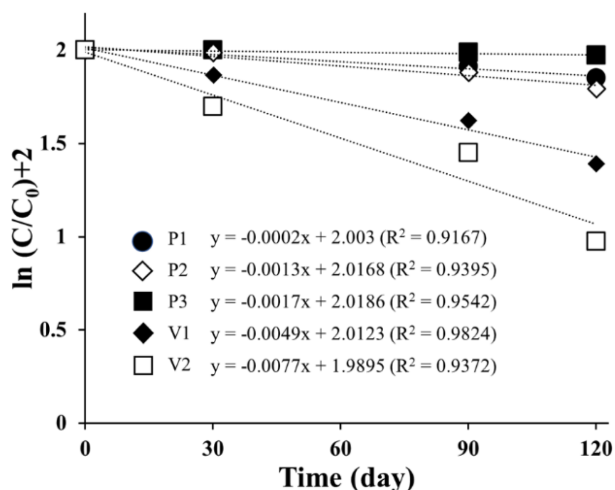 ln (C/C₀)+2
2
1.5
1
0.5
0
P1 y = -0.0002x + 2.003 (R² = 0.9167)
P2 y = -0.0013x + 2.0168 (R² = 0.9395)
P3 y = -0.0017x + 2.0186 (R² = 0.9542)
V1 y = -0.0049x + 2.0123 (R² = 0.9824)
V2 y = -0.0077x + 1.9895 (R² = 0.9372)
0 30 60 90 120
Time (day)